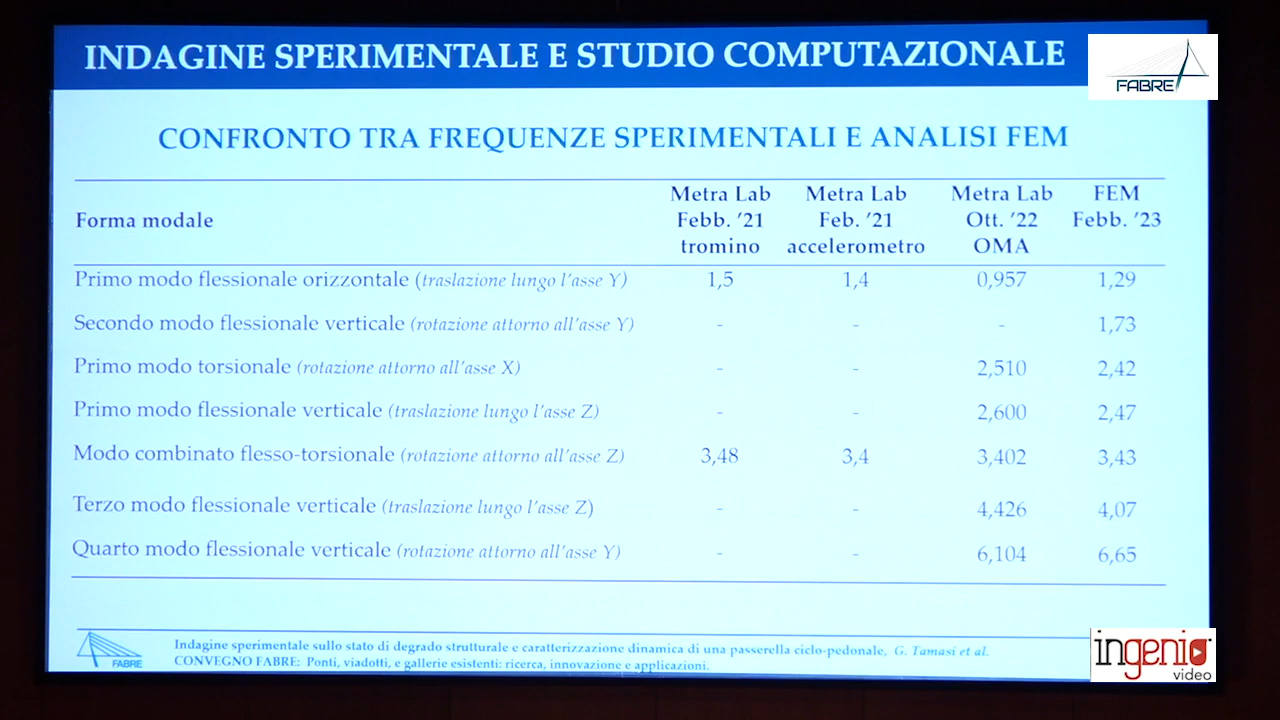 INDAGINE SPERIMENTALE E STUDIO COMPUTAZIONALE
FABRE
CONFRONTO TRA FREQUENZE SPERIMENTALI E ANALISI FEM
Forma modale | Metra Lab Febb. '21 tromino | Metra Lab Feb. '21 accelerometro | Metra Lab Ott. '22 OMA | FEM Febb. '23
Primo modo flessionale orizzontale (traslazione lungo l'asse Y) 1,5 1,4 0,957 1,29
Secondo modo flessionale verticale (rotazione attorno all'asse Y) - - - 1,73
Primo modo torsionale (rotazione attorno all'asse X) - - 2,510 2,42
Primo modo flessionale verticale (traslazione lungo l'asse Z) - - 2,600 2,47
Modo combinato flesso-torsionale (rotazione attorno all'asse Z) 3,48 3,4 3,402 3,43
Terzo modo flessionale verticale (traslazione lungo l'asse Z) - - 4,426 4,07
Quarto modo flessionale verticale (rotazione attorno all'asse Y) - - 6,104 6,65
FABRE
Indagine sperimentale sullo stato di degrado strutturale e caratterizzazione dinamica di una passerella ciclo-pedonale, G. Tamasi et al.
CONVEGNO FABRE: Ponti, viadotti, e gallerie esistenti: ricerca, innovazione e applicazioni.
ingenio
video